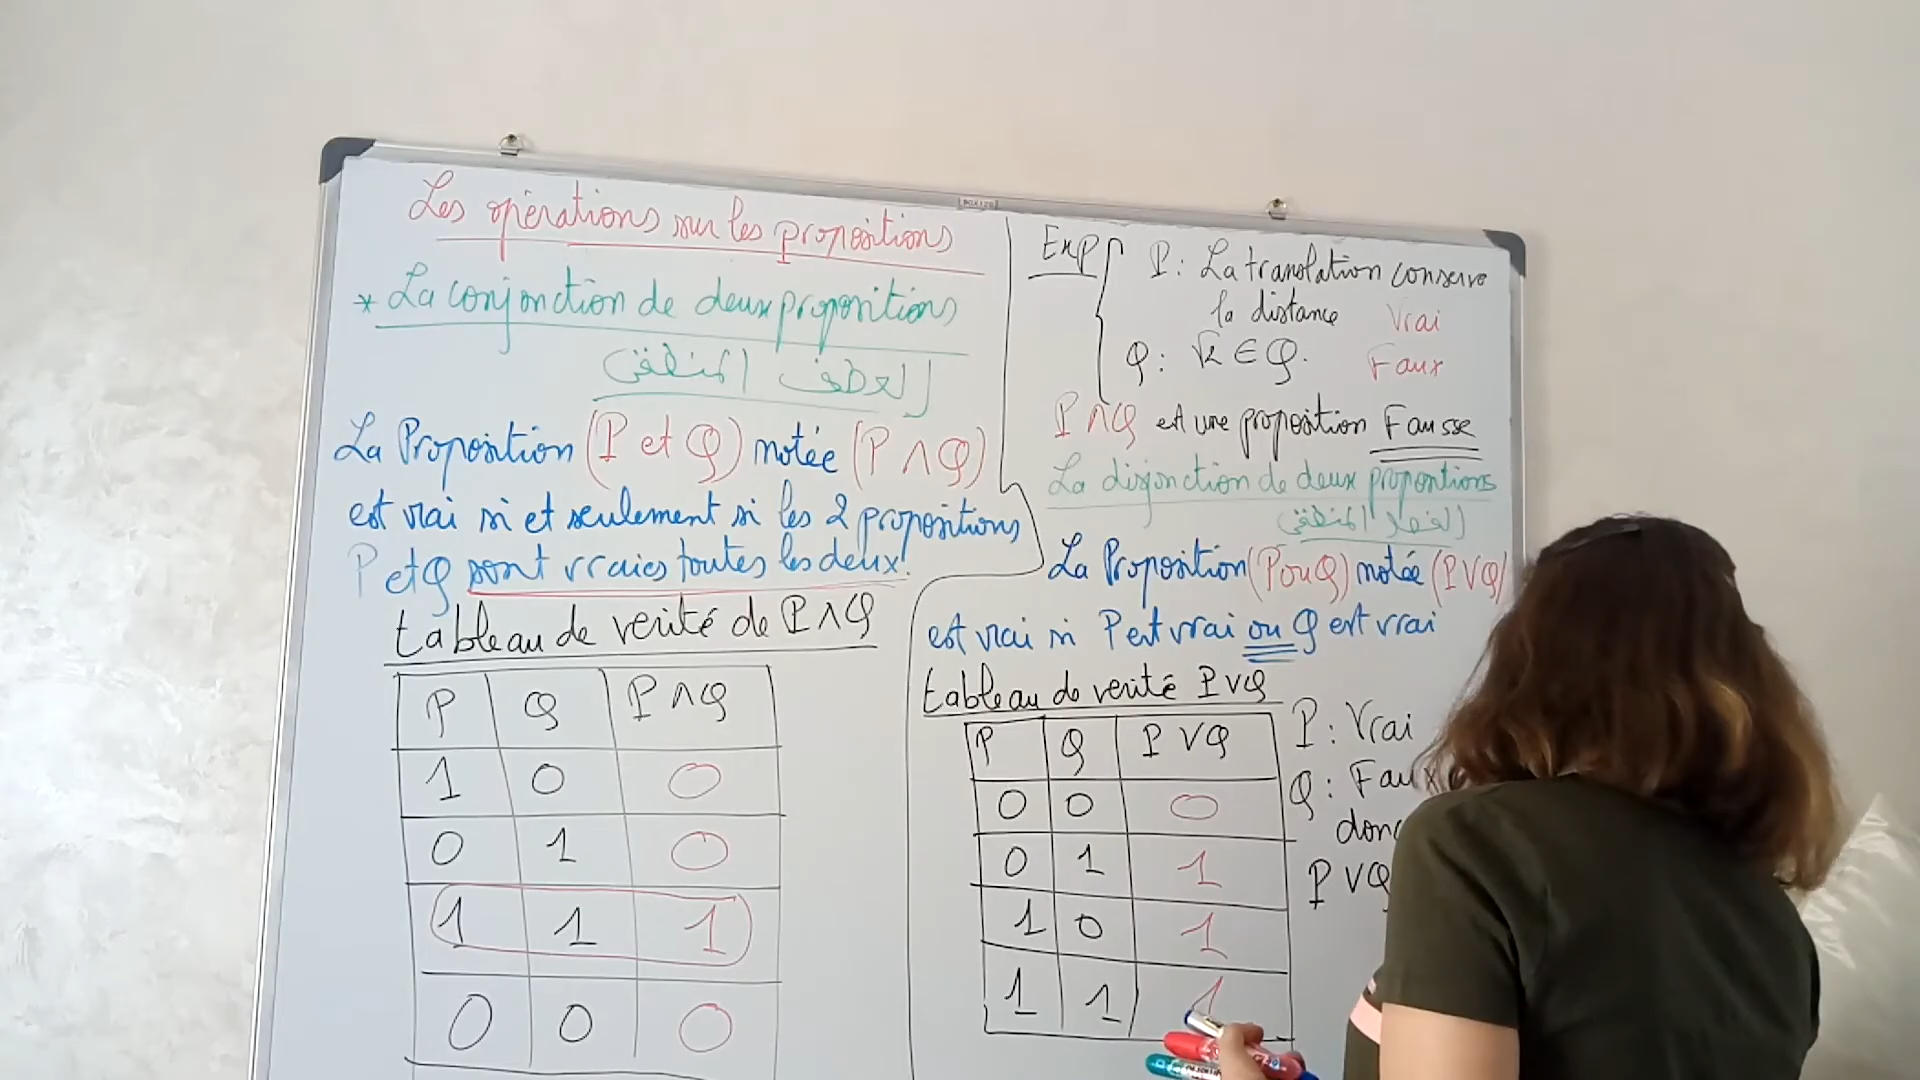 Les opérations sur les propositions
* La conjonction de deux propositions
العطف المنطقي
La Proposition (P et Q) notée (P ∧ Q)
est vrai si et seulement si les 2 propositions
P et Q sont vraies toutes les deux!
tableau de verité de P ∧ Q
P Q P ∧ Q
1 0 0
0 1 0
1 1 1
0 0 0
Exp P: La translation conserve
la distance Vrai
Q: √2 ∈ Q. Faux
P ∧ Q est une proposition Fausse
La disjonction de deux propositions
الفصل المنطقي
La Proposition (P ou Q) notée (P ∨ Q)
est vrai si P est vrai ou Q est vrai
tableau de verité P ∨ Q
P Q P ∨ Q
0 0 0
0 1 1
1 0 1
1 1 1
P: Vrai
Q: Faux
donc
P ∨ Q